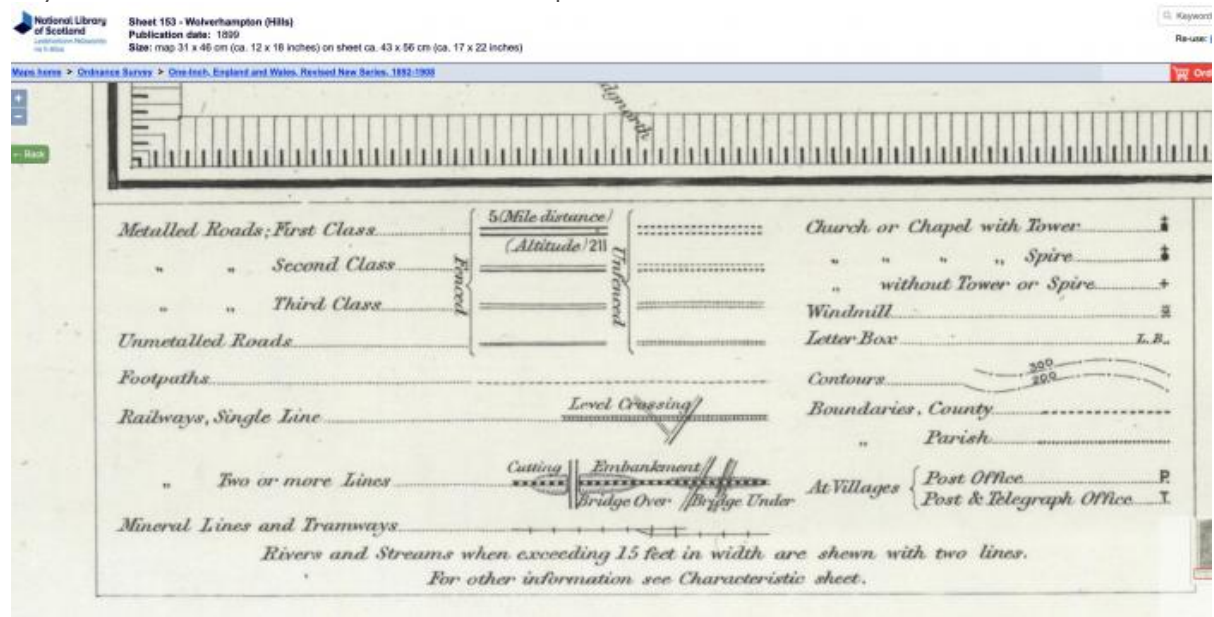 National Library
of Scotland
Sheet 153 - Wolverhampton (Hills)
Publication date: 1899
Size: map 31 x 46 cm (ca. 12 x 18 inches) on sheet ca. 43 x 56 cm (ca. 17 x 22 inches)
Keyword
Re-use:
Maps home > Ordnance Survey > One-Inch, England and Wales, Revised New Series, 1892-1908
Ord
+
−
← Back
dgnorth
Metalled Roads; First Class
5 (Mile distance)
(Altitude) 211
" " Second Class
" " Third Class
Fenced
Unfenced
Unmetalled Roads
Footpaths
Railways, Single Line
Level Crossing
" Two or more Lines
Cutting Embankment
Bridge Over Bridge Under
Mineral Lines and Tramways
Church or Chapel with Tower
" " " " Spire
" without Tower or Spire
Windmill
Letter Box L.B.
Contours 300
200
Boundaries, County
" Parish
At Villages { Post Office P.
Post & Telegraph Office T.
Rivers and Streams when exceeding 15 feet in width are shewn with two lines.
For other information see Characteristic sheet.